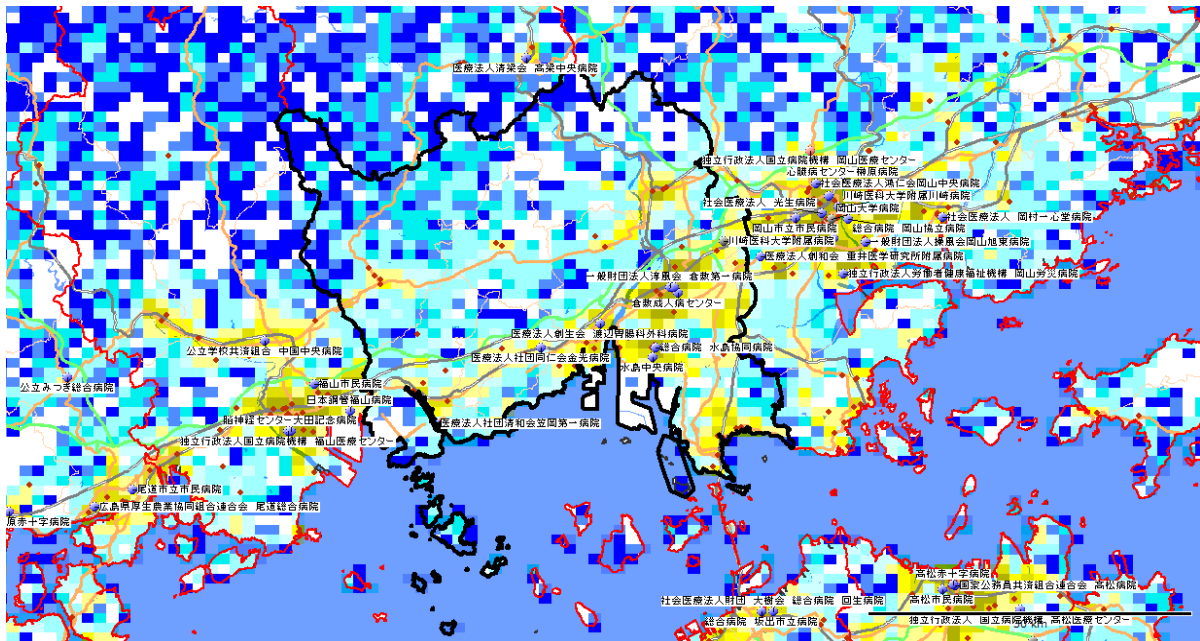 医療法人清梁会 高梁中央病院
独立行政法人国立病院機構 岡山医療センター
心臓病センター榊原病院
社会医療法人鴻仁会岡山中央病院
川崎医科大学附属川崎病院
社会医療法人 光生病院
岡山大学病院
社会医療法人 岡村一心堂病院
岡山市立市民病院
総合病院 岡山協立病院
川崎医科大学附属病院
一般財団法人操風会岡山旭東病院
医療法人創和会 重井医学研究所附属病院
一般財団法人淳風会 倉敷第一病院
独立行政法人労働者健康福祉機構 岡山労災病院
倉敷成人病センター
医療法人創生会 渡辺胃腸科外科病院
公立学校共済組合 中国中央病院
医療法人社団同仁会金光病院
総合病院 水島協同病院
水島中央病院
公立みつぎ総合病院
福山市民病院
日本鋼管福山病院
脳神経センター大田記念病院
医療法人社団清和会笠岡第一病院
独立行政法人国立病院機構 福山医療センター
尾道市立市民病院
広島県厚生農業協同組合連合会 尾道総合病院
原赤十字病院
高松赤十字病院
国家公務員共済組合連合会 高松病院
社会医療法人財団 大樹会 総合病院 回生病院
高松市民病院
総合病院 坂出市立病院
独立行政法人 国立病院機構 高松医療センター